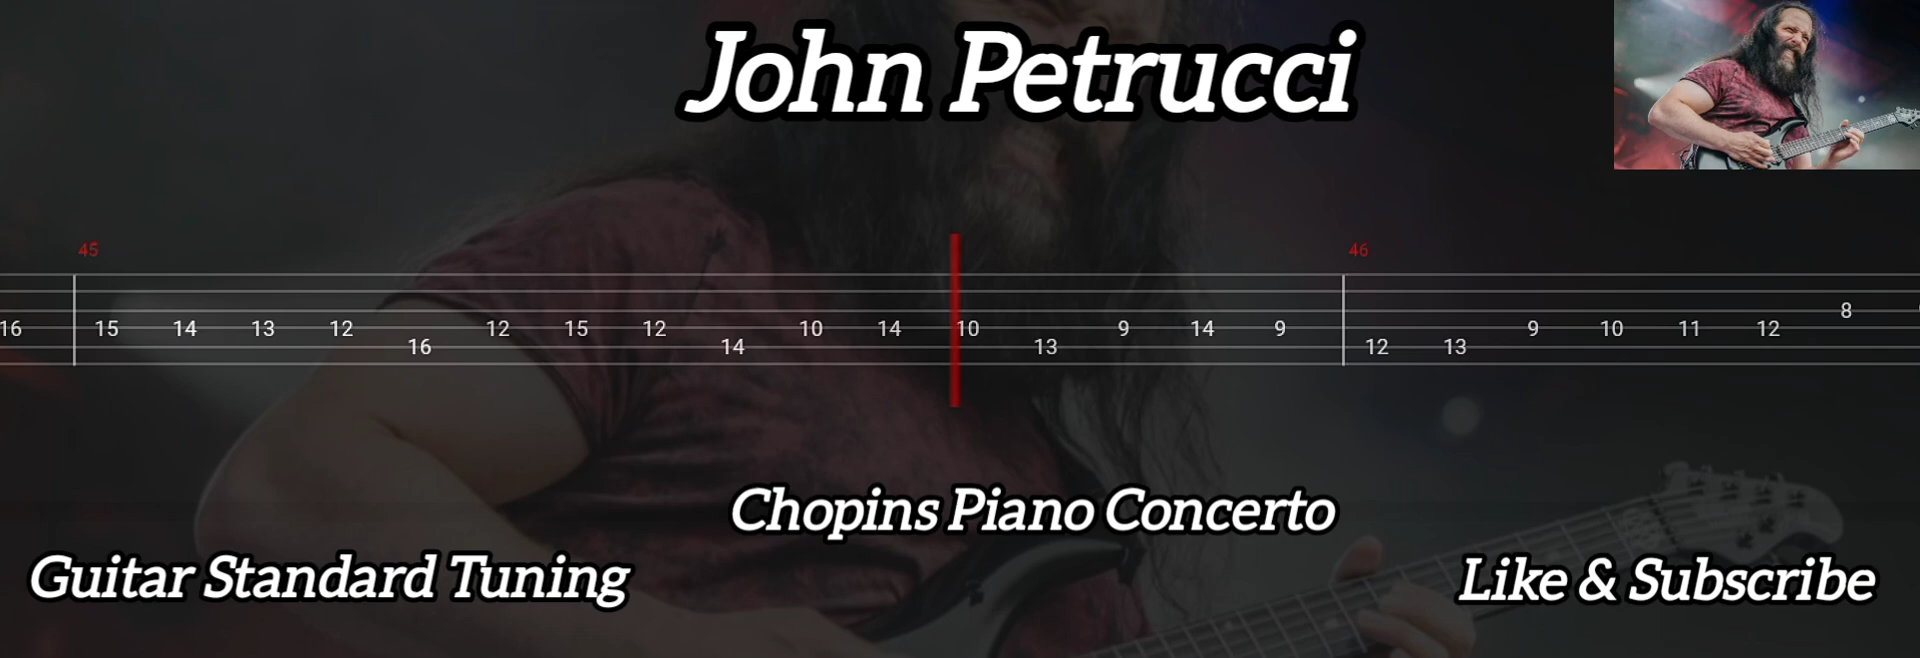 John Petrucci
45 46
16 15 14 13 12 16 12 15 12 14 10 14 10 13 9 14 9 12 13 9 10 11 12 8
Chopins Piano Concerto
Guitar Standard Tuning
Like & Subscribe